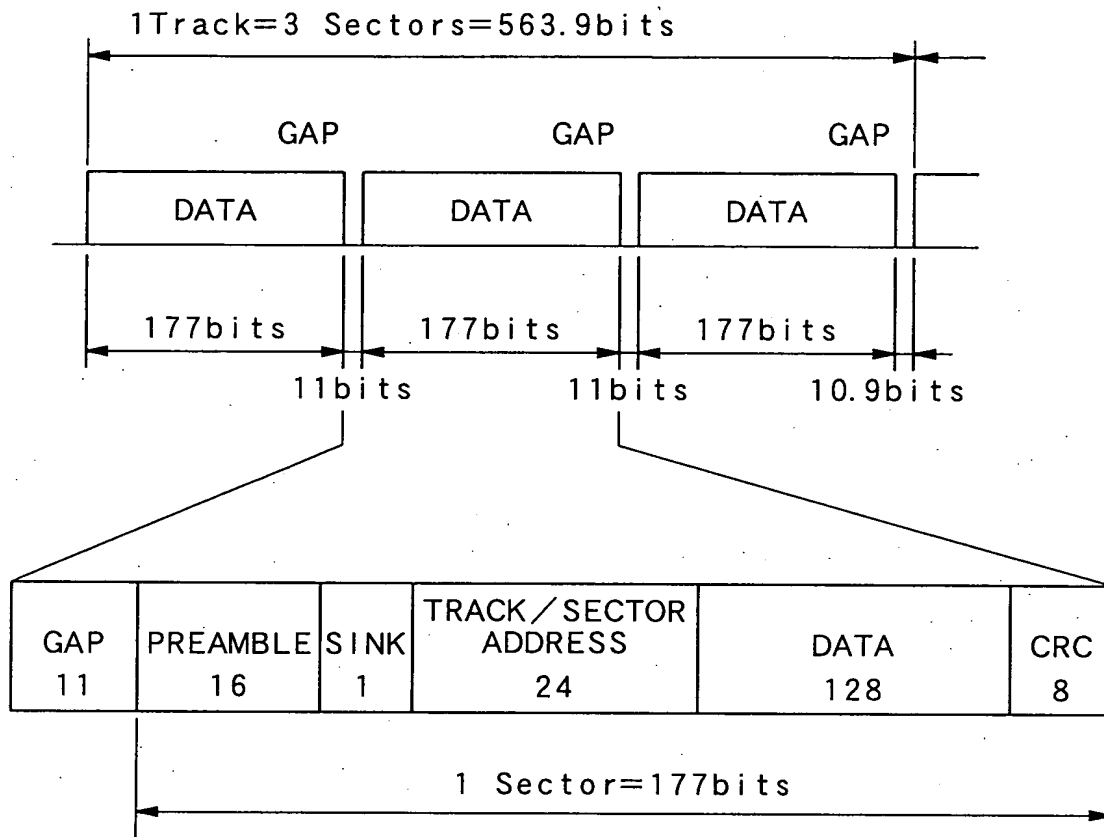 1Track=3 Sectors=563.9bits
GAP GAP GAP
DATA DATA DATA
177bits 177bits 177bits
11bits 11bits 10.9bits
TRACK/SECTOR
GAP PREAMBLE SINK ADDRESS DATA CRC
11 16 1 24 128 8
1 Sector=177bits